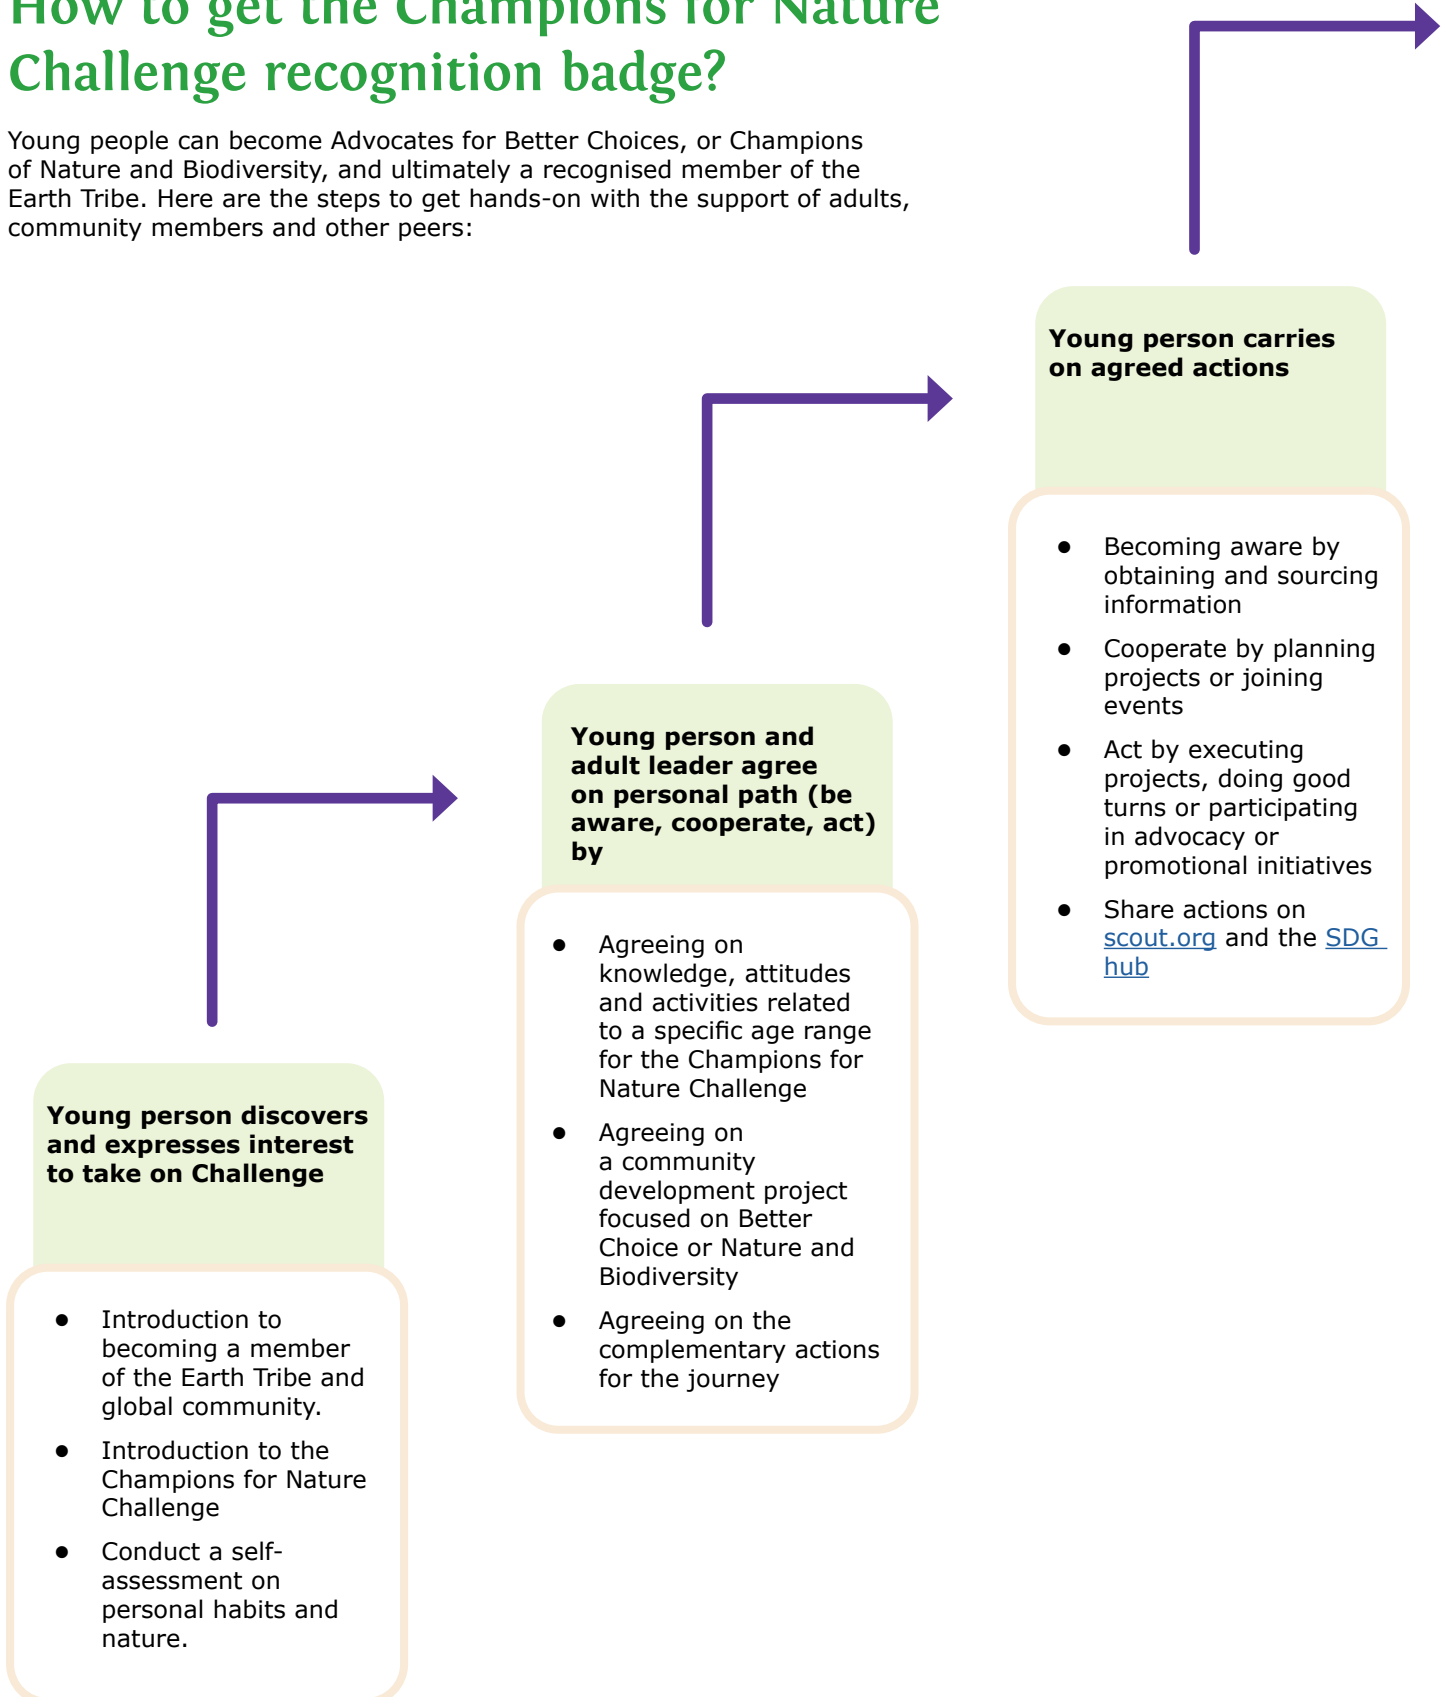 How to get the Champions for Nature
Challenge recognition badge?
Young people can become Advocates for Better Choices, or Champions
of Nature and Biodiversity, and ultimately a recognised member of the
Earth Tribe. Here are the steps to get hands-on with the support of adults,
community members and other peers:
Young person discovers
and expresses interest
to take on Challenge
● Introduction to
becoming a member
of the Earth Tribe and
global community.
● Introduction to the
Champions for Nature
Challenge
● Conduct a self-
assessment on
personal habits and
nature.
Young person and
adult leader agree
on personal path (be
aware, cooperate, act)
by
● Agreeing on
knowledge, attitudes
and activities related
to a specific age range
for the Champions for
Nature Challenge
● Agreeing on
a community
development project
focused on Better
Choice or Nature and
Biodiversity
● Agreeing on the
complementary actions
for the journey
Young person carries
on agreed actions
● Becoming aware by
obtaining and sourcing
information
● Cooperate by planning
projects or joining
events
● Act by executing
projects, doing good
turns or participating
in advocacy or
promotional initiatives
● Share actions on
scout.org and the SDG
hub